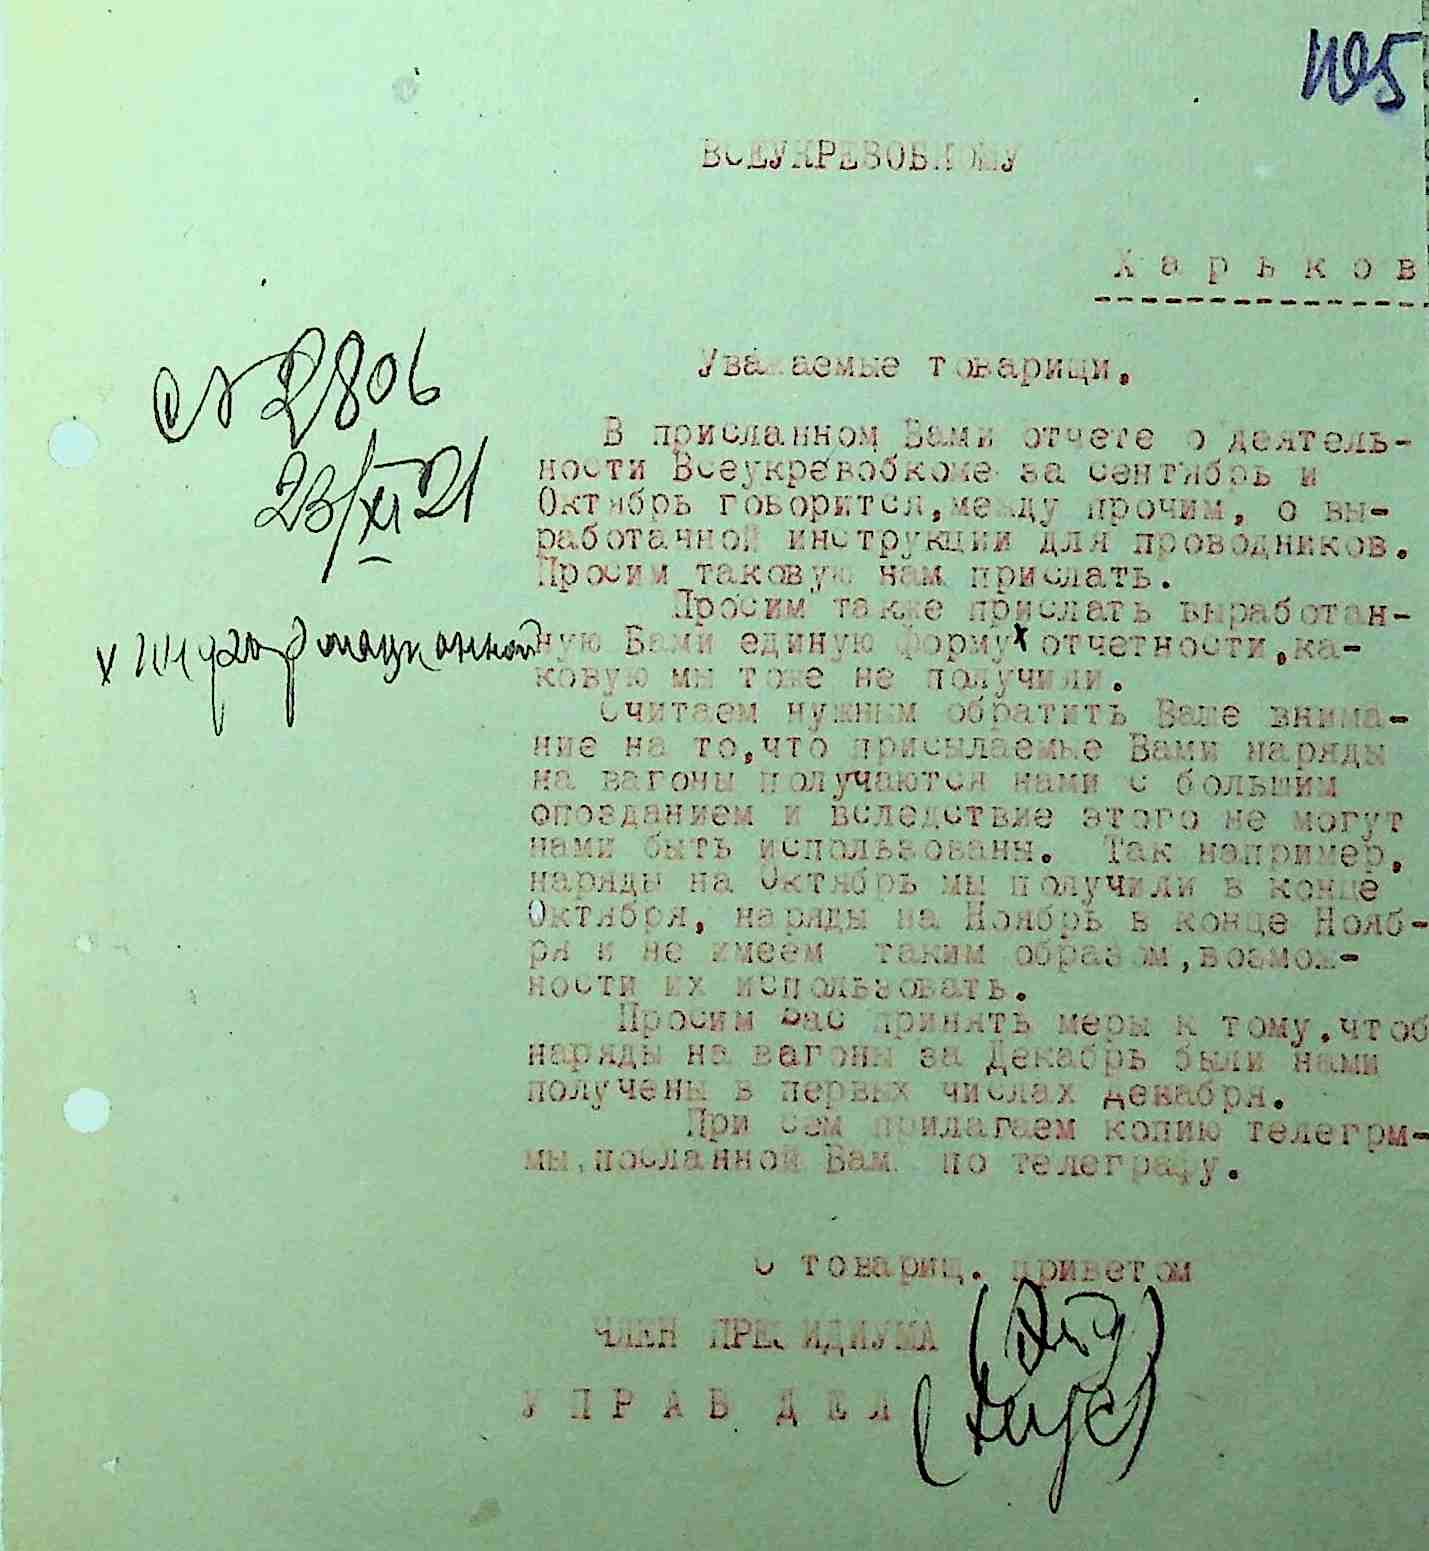 105
ВСЕУКРЕВОБКОМУ
Харьков
Уважаемые товарищи.
№ 2806
23/XI 21
В присланном Вами отчете о деятель-
ности Всеукревобкоме за сентябрь и
Октябрь говорится,между прочим, о вы-
работачной инструкции для проводников.
Просим таковую нам прислать.
Просим также прислать выработан-
ную Вами единую форму x отчетности,ка-
x информационной
ковую мы тоже не получили.
Считаем нужным обратить Ваше внима-
ние на то,что присылаемые Вами наряды
на вагоны получаются нами с большим
опозданием и вследствие этого не могут
нами быть использованы. Так например,
наряды на Октябрь мы получили в конце
Октября, наряды на Ноябрь в конце Нояб-
ря и не имеем таким образом,возмож-
ности их использовать.
Просим Вас принять меры к тому,чтоб
наряды на вагоны за Декабрь были нами
получены в первых числах декабря.
При сем прилагаем копию телегрм-
мы,посланной Вам по телеграфу.
С товарищ. приветом
ЧЛЕН ПРЕЗИДИУМА
УПРАВДЕЛ